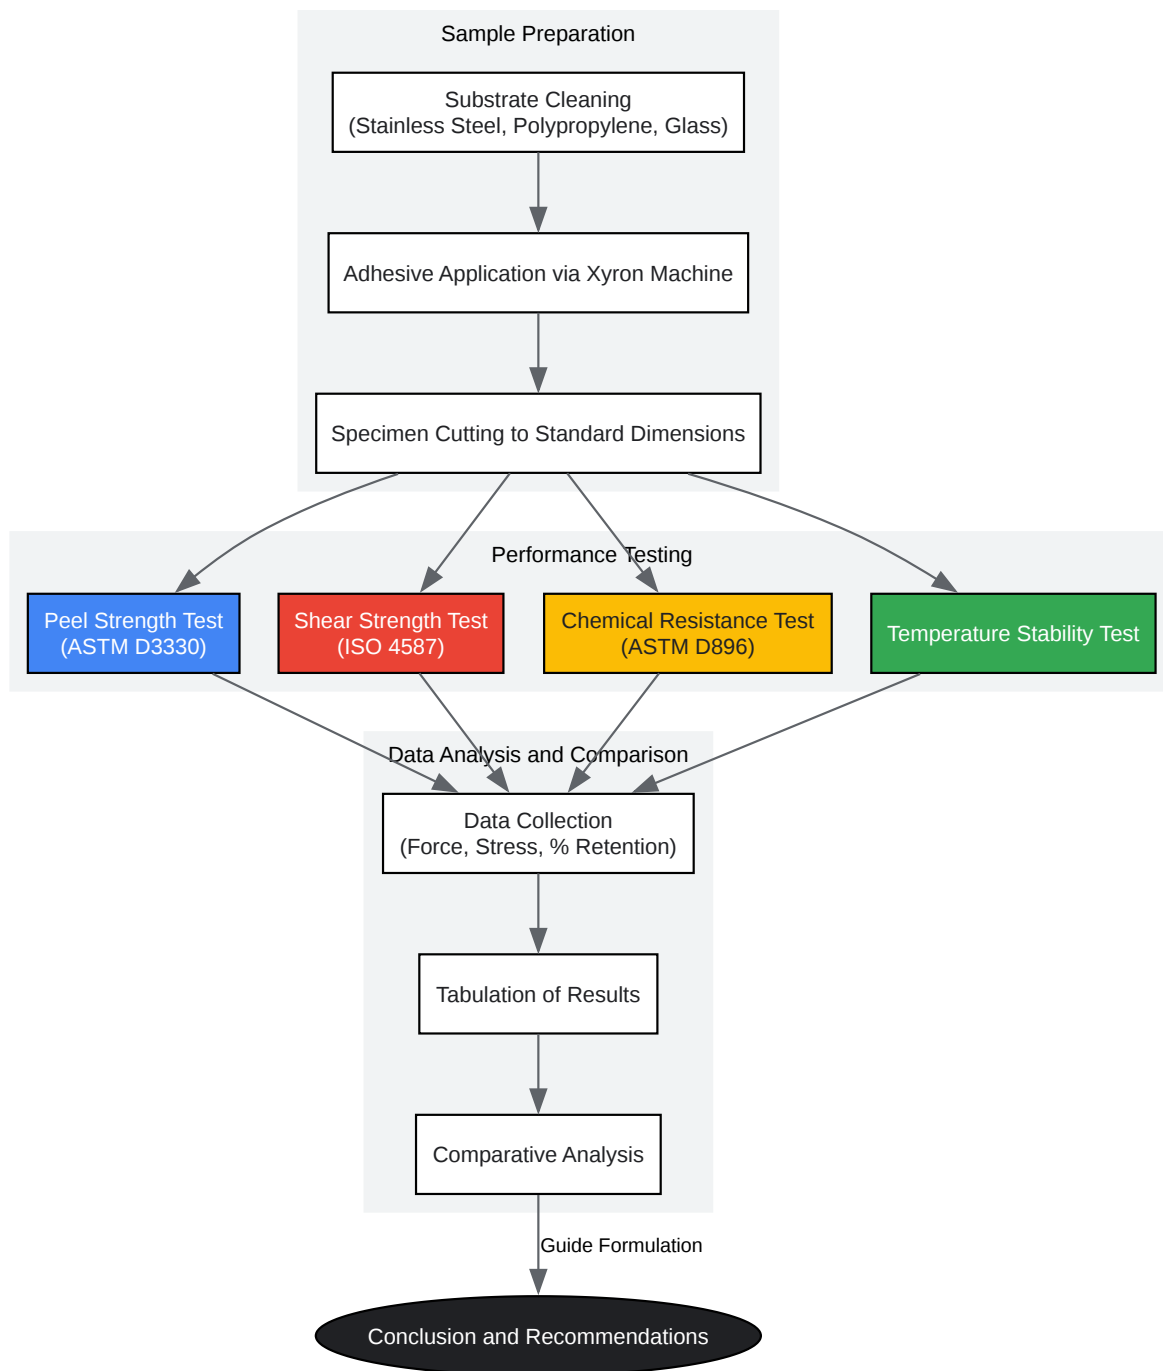 Sample Preparation
Substrate Cleaning
(Stainless Steel, Polypropylene, Glass)
Adhesive Application via Xyron Machine
Specimen Cutting to Standard Dimensions
Performance Testing
Peel Strength Test
(ASTM D3330)
Shear Strength Test
(ISO 4587)
Chemical Resistance Test
(ASTM D896)
Temperature Stability Test
Data Analysis and Comparison
Data Collection
(Force, Stress, % Retention)
Tabulation of Results
Comparative Analysis
Guide Formulation
Conclusion and Recommendations